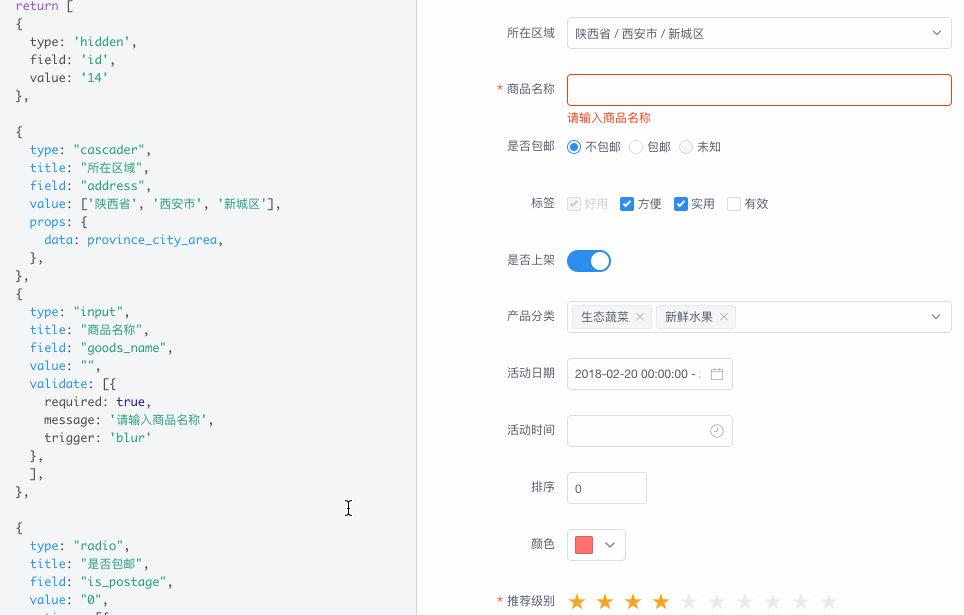 return [
{
type: 'hidden',
field: 'id',
value: '14'
},
{
type: "cascader",
title: "所在区域",
field: "address",
value: ['陕西省', '西安市', '新城区'],
props: {
data: province_city_area,
},
},
{
type: "input",
title: "商品名称",
field: "goods_name",
value: "",
validate: [{
required: true,
message: '请输入商品名称',
trigger: 'blur'
},
],
},
{
type: "radio",
title: "是否包邮",
field: "is_postage",
value: "0",
所在区域 陕西省 / 西安市 / 新城区
* 商品名称
请输入商品名称
是否包邮 不包邮 包邮 未知
标签 好用 方便 实用 有效
是否上架
产品分类 生态蔬菜 × 新鲜水果 ×
活动日期 2018-02-20 00:00:00 -
活动时间
排序 0
颜色
* 推荐级别